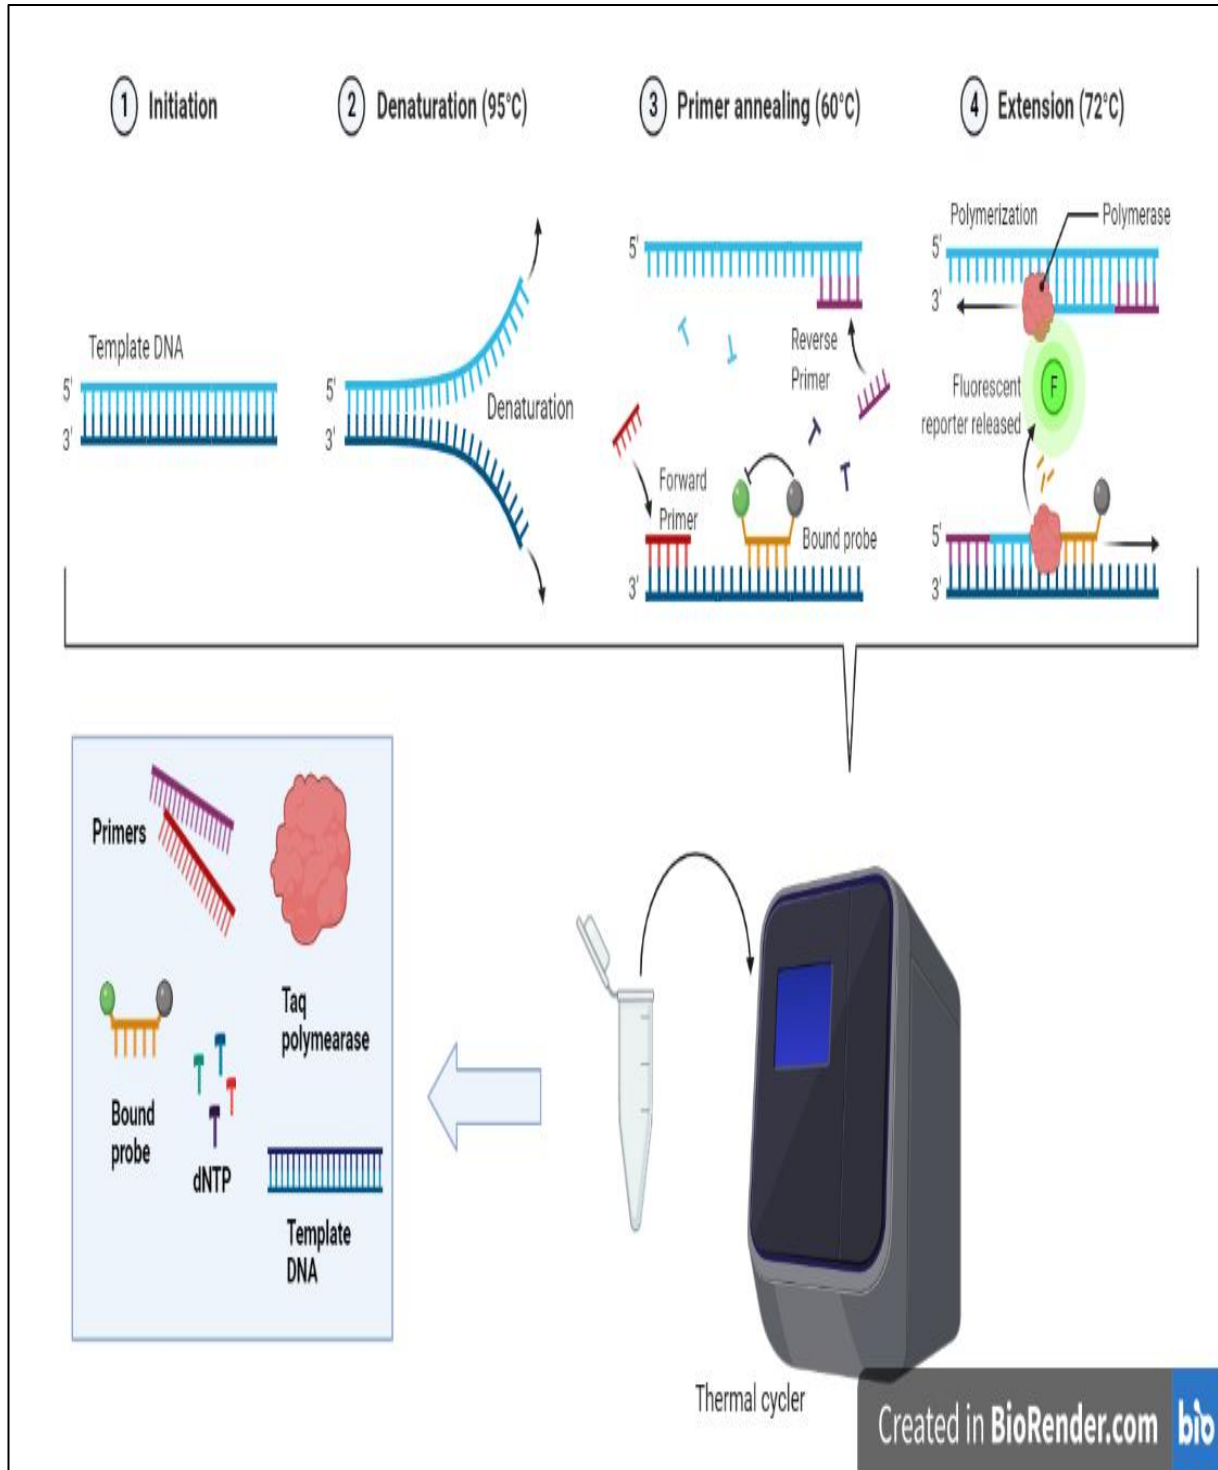 1 Initiation
2 Denaturation (95°C)
3 Primer annealing (60°C)
4 Extension (72°C)
Template DNA
5'
3'
5'
3'
Denaturation
5'
Reverse
Primer
Forward
Primer
Bound probe
3'
Polymerization
Polymerase
5'
3'
Fluorescent
reporter released
F
5'
3'
Primers
Taq
polymearase
Bound
probe
dNTP
Template
DNA
Thermal cycler
Created in BioRender.com bio